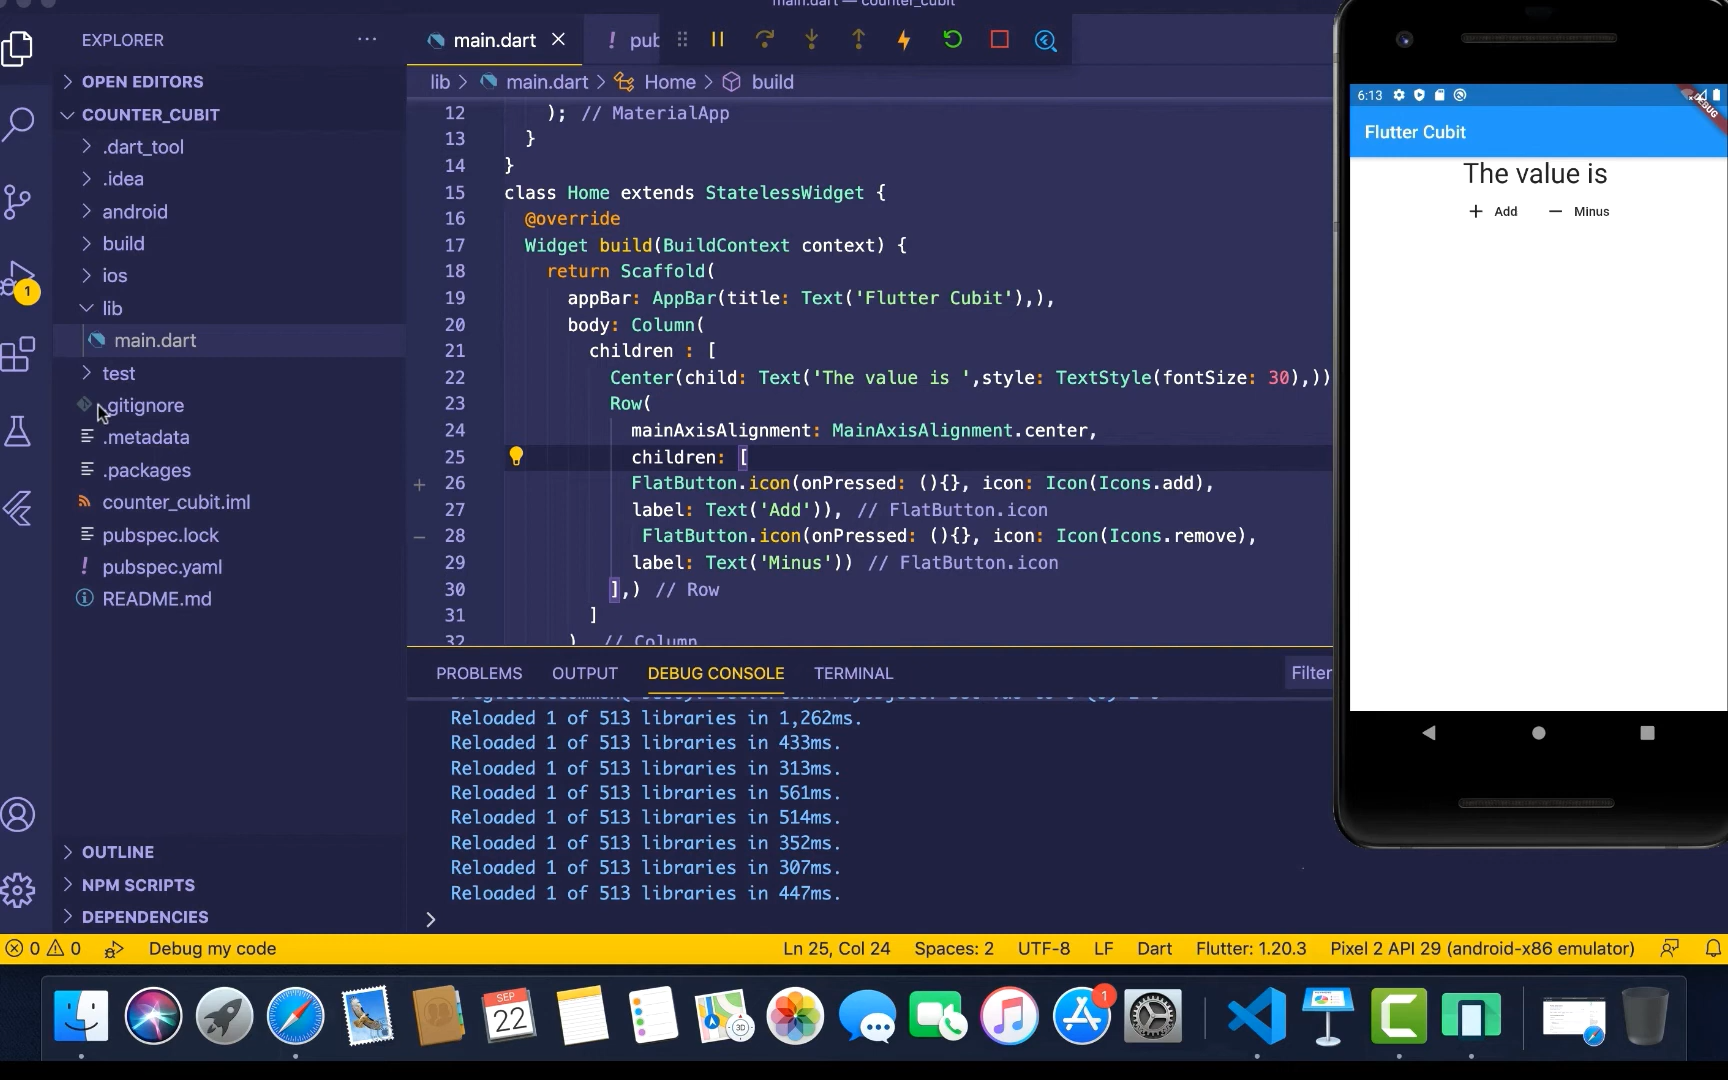 main.dart — counter_cubit
EXPLORER
OPEN EDITORS
COUNTER_CUBIT
.dart_tool
.idea
android
build
ios
lib
main.dart
test
.gitignore
.metadata
.packages
counter_cubit.iml
pubspec.lock
pubspec.yaml
README.md
OUTLINE
NPM SCRIPTS
DEPENDENCIES
1
main.dart
! pub
lib > main.dart > Home > build
12 ); // MaterialApp
13 }
14 }
15 class Home extends StatelessWidget {
16 @override
17 Widget build(BuildContext context) {
18 return Scaffold(
19 appBar: AppBar(title: Text('Flutter Cubit'),),
20 body: Column(
21 children : [
22 Center(child: Text('The value is ',style: TextStyle(fontSize: 30),))
23 Row(
24 mainAxisAlignment: MainAxisAlignment.center,
25 children: [
26 FlatButton.icon(onPressed: (){}, icon: Icon(Icons.add),
27 label: Text('Add')), // FlatButton.icon
28 FlatButton.icon(onPressed: (){}, icon: Icon(Icons.remove),
29 label: Text('Minus')) // FlatButton.icon
30 ],) // Row
31 ]
32 ) // Column
PROBLEMS OUTPUT DEBUG CONSOLE TERMINAL
Filter
Reloaded 1 of 513 libraries in 1,262ms.
Reloaded 1 of 513 libraries in 433ms.
Reloaded 1 of 513 libraries in 313ms.
Reloaded 1 of 513 libraries in 561ms.
Reloaded 1 of 513 libraries in 514ms.
Reloaded 1 of 513 libraries in 352ms.
Reloaded 1 of 513 libraries in 307ms.
Reloaded 1 of 513 libraries in 447ms.
>
6:13
DEBUG
Flutter Cubit
The value is
+ Add − Minus
0 0 Debug my code Ln 25, Col 24 Spaces: 2 UTF-8 LF Dart Flutter: 1.20.3 Pixel 2 API 29 (android-x86 emulator)
SEP
22
3D
1